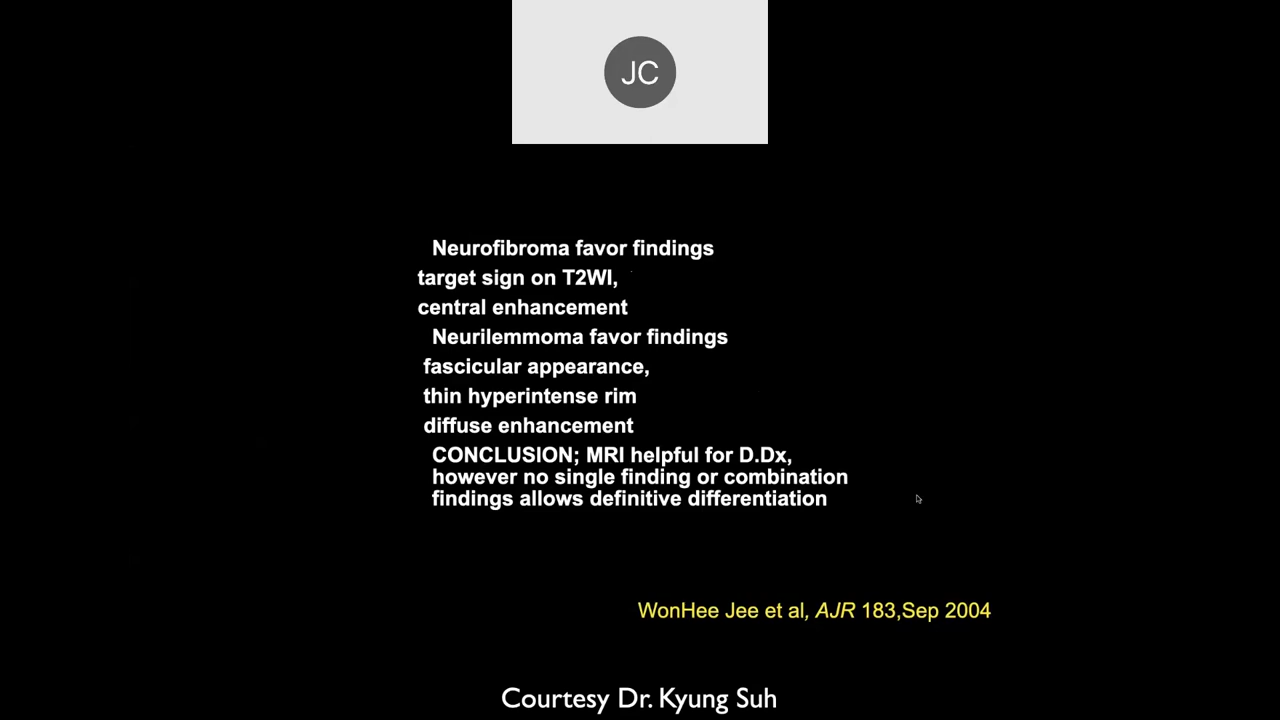 JC
Neurofibroma favor findings
target sign on T2WI,
central enhancement
Neurilemmoma favor findings
fascicular appearance,
thin hyperintense rim
diffuse enhancement
CONCLUSION; MRI helpful for D.Dx,
however no single finding or combination
findings allows definitive differentiation
WonHee Jee et al, AJR 183,Sep 2004
Courtesy Dr. Kyung Suh